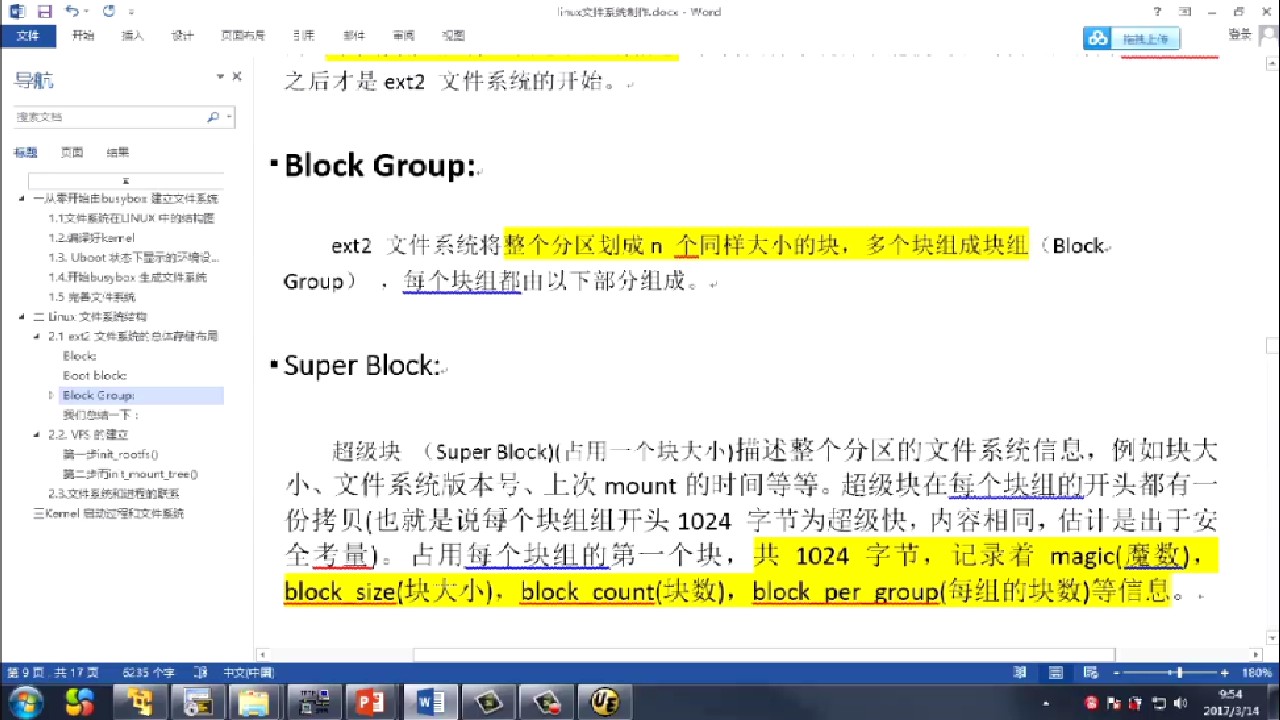 linux文件系统制作.docx - Word
文件 开始 插入 设计 页面布局 引用 邮件 审阅 视图 拖拽上传 登录
导航
搜索文档
标题 页面 结果
一从零开始由busybox 建立文件系统
1.1文件系统在LINUX 中的结构图
1.2.编译好kernel
1.3. Uboot 状态下显示的环境设...
1.4.开始busybox 生成文件系统
1.5 完善文件系统
二 Linux 文件系统结构
2.1 ext2 文件系统的总体存储布局
Block:
Boot block:
Block Group:
我们总结一下：
2.2. VFS 的建立
第一步init_rootfs()
第二步而init_mount_tree()
2.3.文件系统和进程的联系
三Kernel 启动过程和文件系统
之后才是 ext2 文件系统的开始。
Block Group:
ext2 文件系统将整个分区划成 n 个同样大小的块，多个块组成块组（Block
Group），每个块组都由以下部分组成。
Super Block:
超级块 （Super Block)(占用一个块大小)描述整个分区的文件系统信息，例如块大
小、文件系统版本号、上次 mount 的时间等等。超级块在每个块组的开头都有一
份拷贝(也就是说每个块组组开头 1024 字节为超级快，内容相同，估计是出于安
全考量)。占用每个块组的第一个块，共 1024 字节，记录着 magic(魔数)，
block_size(块大小)，block_count(块数)，block_per_group(每组的块数)等信息。
第 9 页，共 17 页 6235 个字 中文(中国) 180%
9:54
2017/3/14